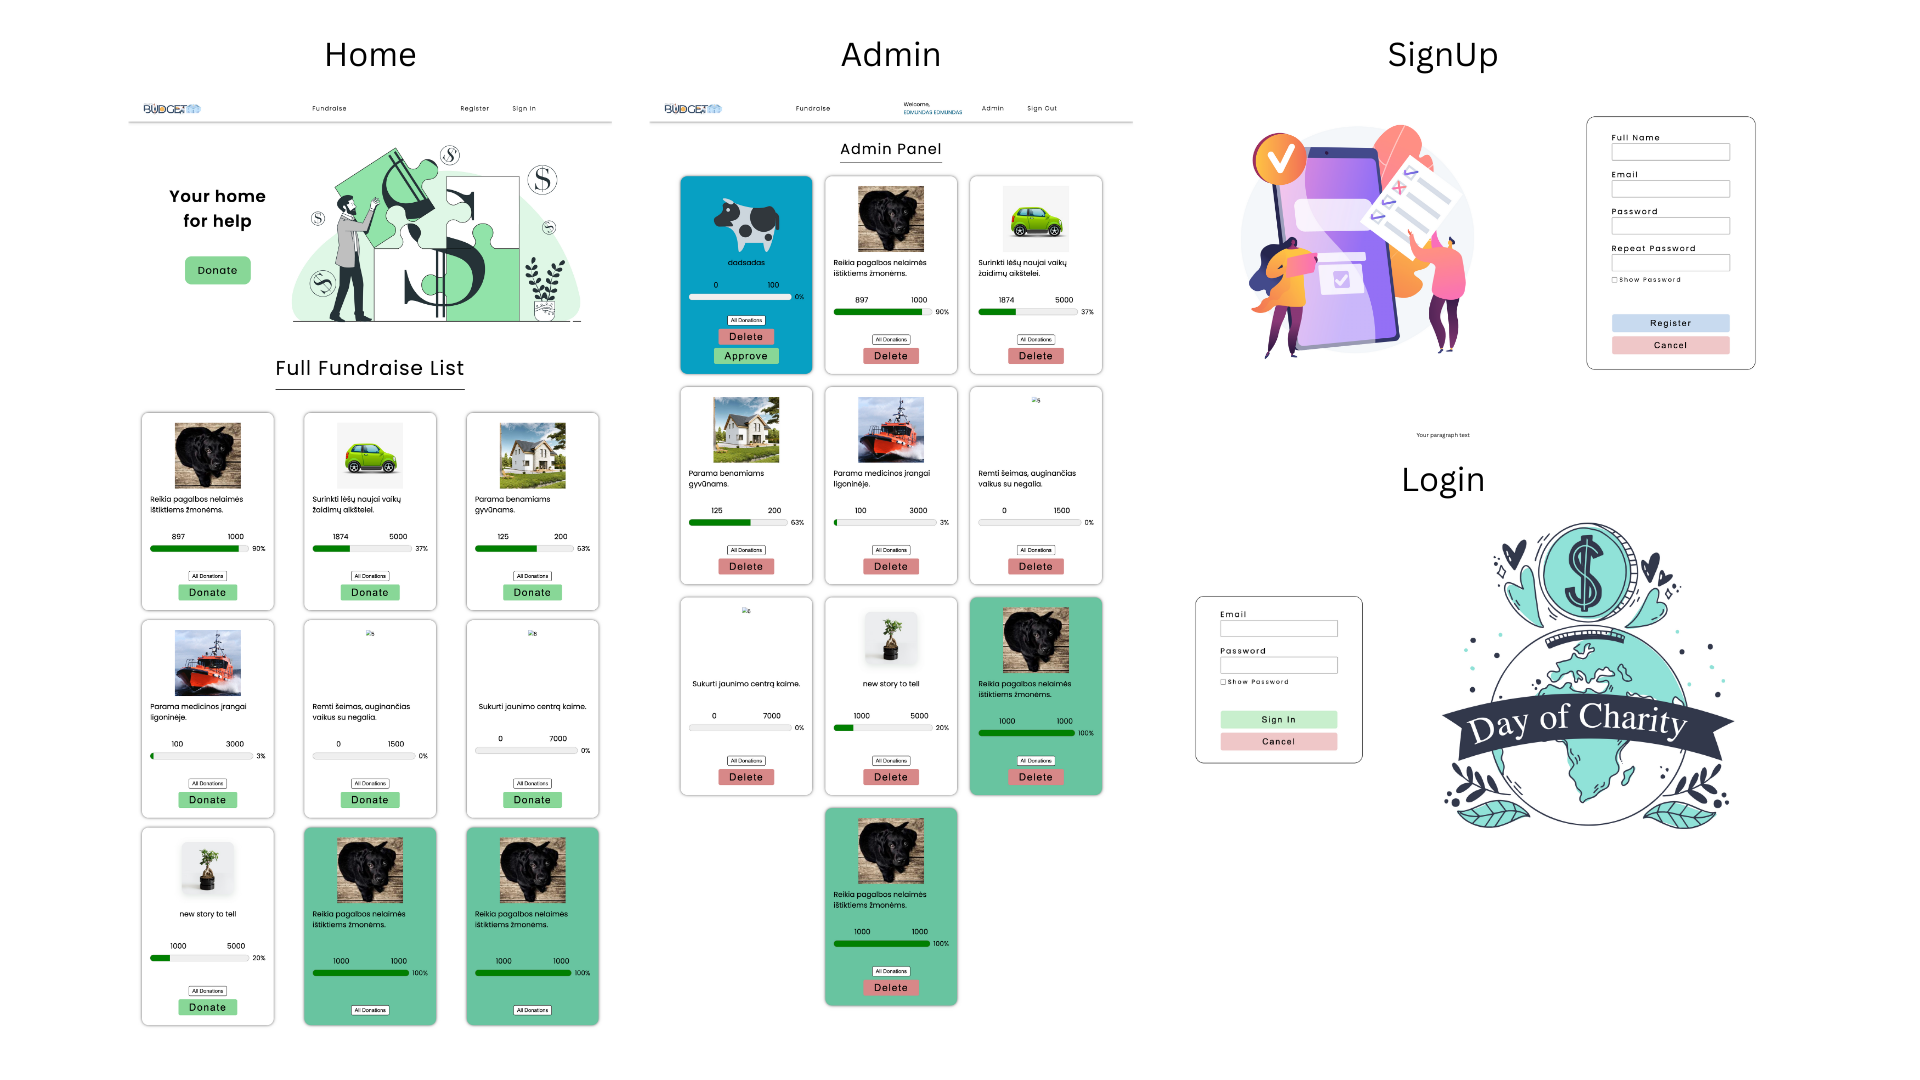 Home
BUDGET
Fundraise
Register
Sign In
Your home
for help
Donate
Full Fundraise List
Reikia pagalbos nelaimės
ištiktiems žmonėms.
897 1000
90%
All Donations
Donate
Surinkti lėšų naujai vaikų
žaidimų aikštelei.
1874 5000
37%
All Donations
Donate
Parama benamiams
gyvūnams.
125 200
63%
All Donations
Donate
Parama medicinos įrangai
ligoninėje.
100 3000
3%
All Donations
Donate
Remti šeimas, auginančias
vaikus su negalia.
0 1500
0%
All Donations
Donate
Sukurti jaunimo centrą kaime.
0 7000
0%
All Donations
Donate
new story to tell
1000 5000
20%
All Donations
Donate
Reikia pagalbos nelaimės
ištiktiems žmonėms.
1000 1000
100%
All Donations
Reikia pagalbos nelaimės
ištiktiems žmonėms.
1000 1000
100%
All Donations
Admin
BUDGET
Fundraise
Welcome,
EDMUNDAS EDMUNDAS
Admin
Sign Out
Admin Panel
dadsadas
0 100
0%
All Donations
Delete
Approve
Reikia pagalbos nelaimės
ištiktiems žmonėms.
897 1000
90%
All Donations
Delete
Surinkti lėšų naujai vaikų
žaidimų aikštelei.
1874 5000
37%
All Donations
Delete
Parama benamiams
gyvūnams.
125 200
63%
All Donations
Delete
Parama medicinos įrangai
ligoninėje.
100 3000
3%
All Donations
Delete
Remti šeimas, auginančias
vaikus su negalia.
0 1500
0%
All Donations
Delete
Sukurti jaunimo centrą kaime.
0 7000
0%
All Donations
Delete
new story to tell
1000 5000
20%
All Donations
Delete
Reikia pagalbos nelaimės
ištiktiems žmonėms.
1000 1000
100%
All Donations
Delete
Reikia pagalbos nelaimės
ištiktiems žmonėms.
1000 1000
100%
All Donations
Delete
SignUp
Full Name
Email
Password
Repeat Password
Show Password
Register
Cancel
Your paragraph text
Login
Email
Password
Show Password
Sign In
Cancel
Day of Charity